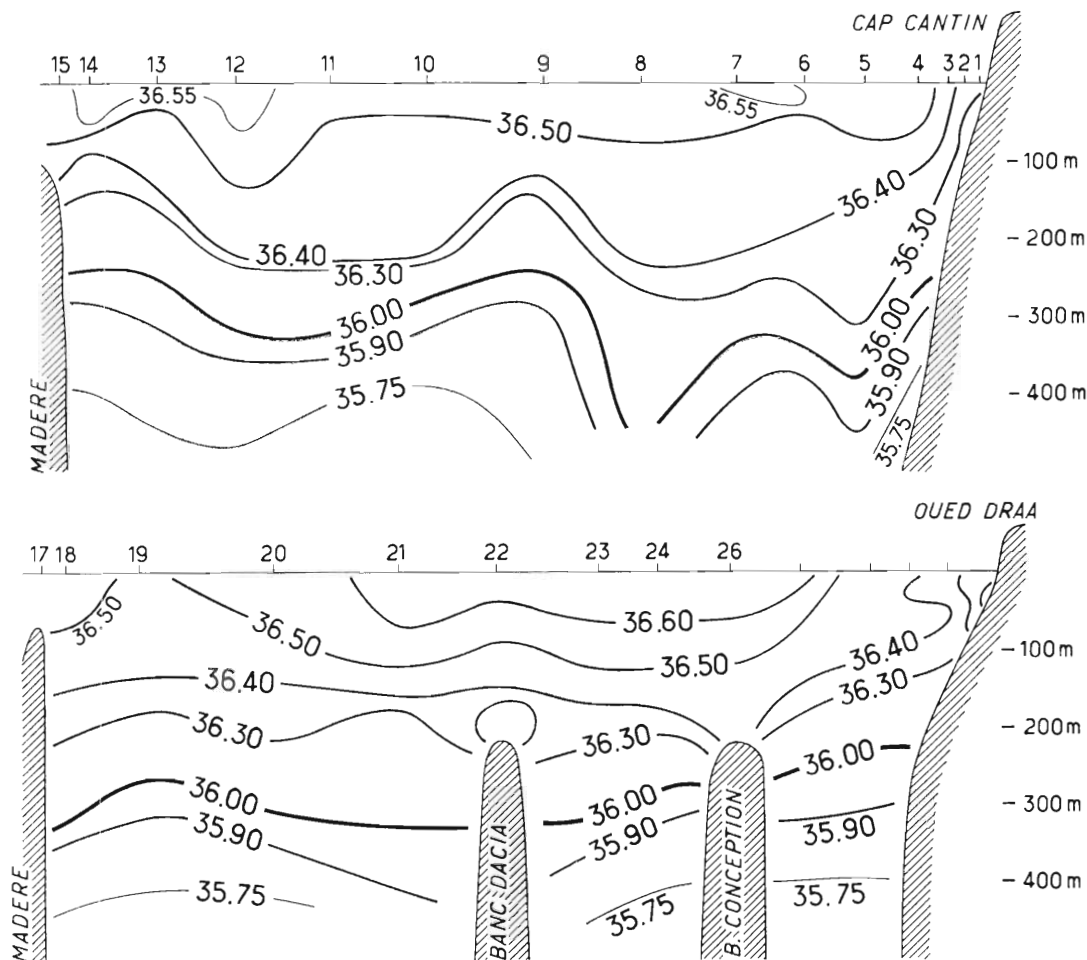 CAP CANTIN
15 14 13 12 11 10 9 8 7 6 5 4 3 2 1
36.55
36.55
36.50
-100 m
36.40
-200 m
36.40
36.30
36.30
36.00
36.00
-300 m
35.90
35.90
35.75
-400 m
35.75
MADERE
OUED DRAA
17 18 19 20 21 22 23 24 26
36.50
36.60
36.50
36.50
36.40
-100 m
36.40
36.30
36.30
36.30
-200 m
36.00
36.00
36.00
-300 m
35.90
35.90
35.90
35.75
35.75
35.75
-400 m
MADERE
BANC DACIA
B. CONCEPTION